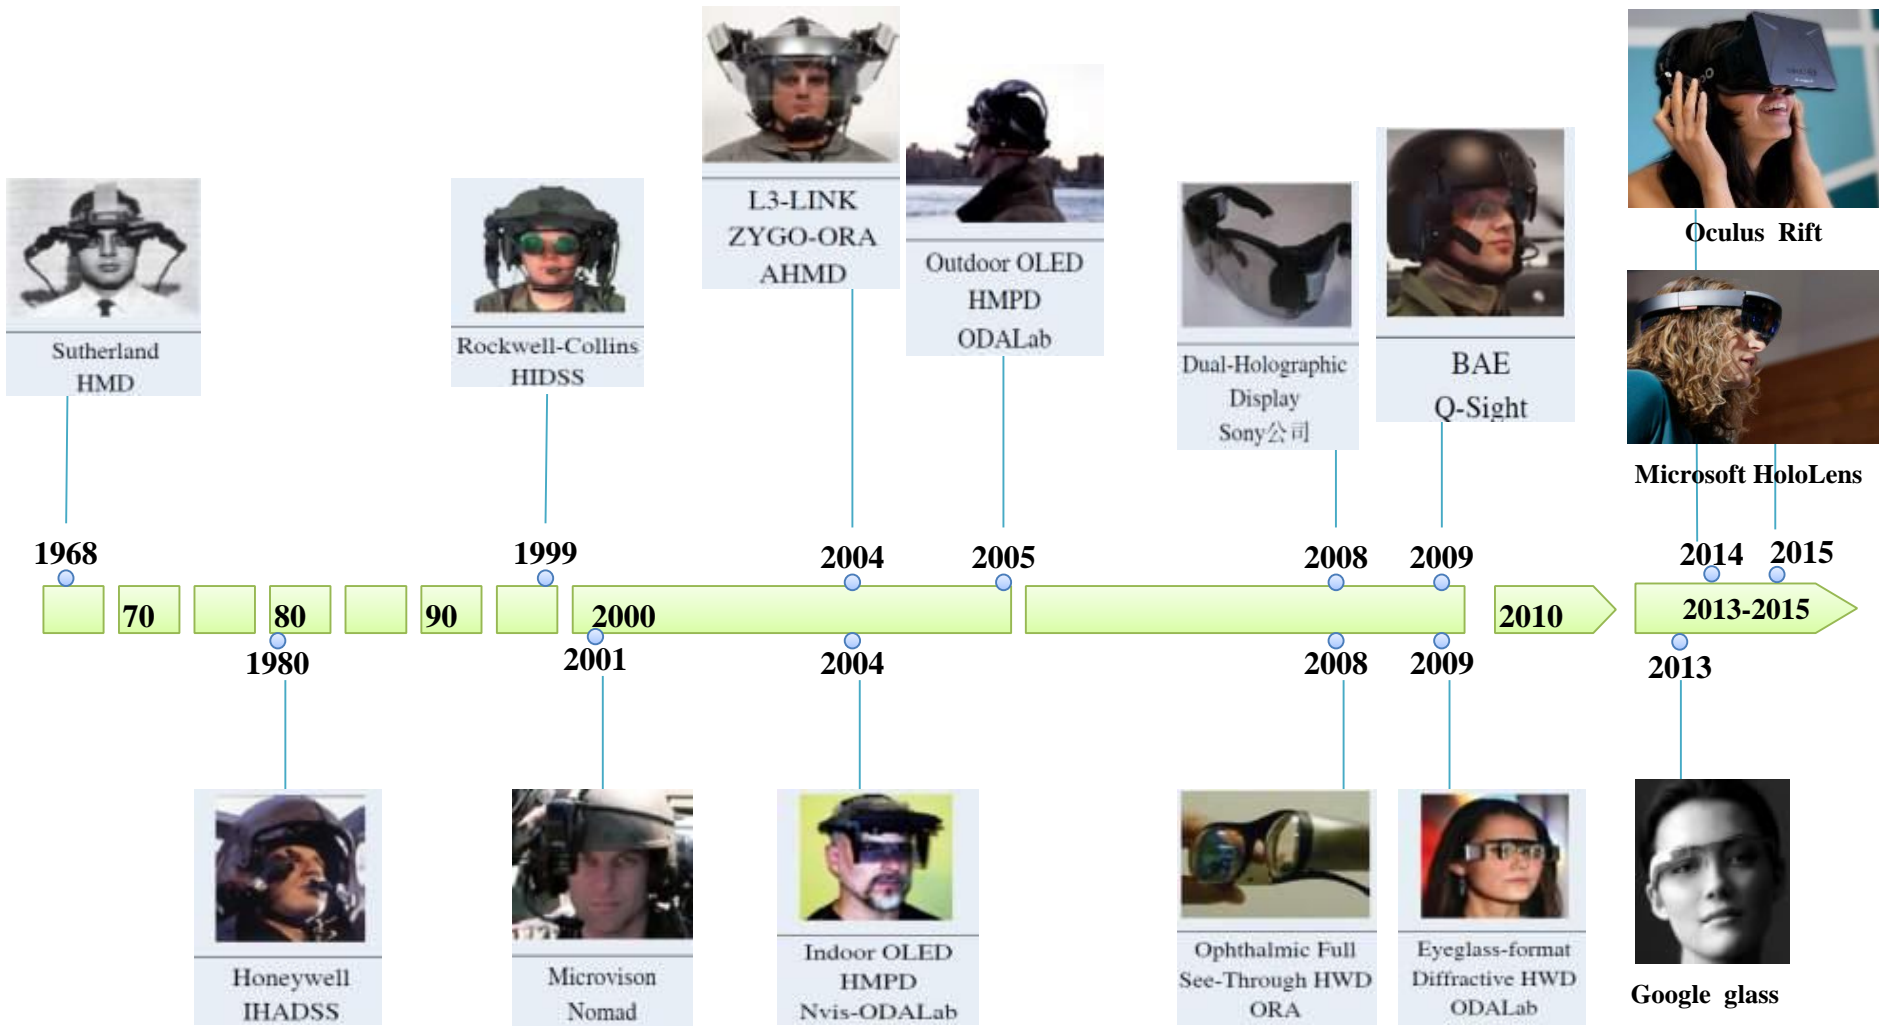 L3-LINK
ZYGO-ORA
AHMD
Outdoor OLED
HMPD
ODALab
Oculus Rift
Sutherland
HMD
Rockwell-Collins
HIDSS
Dual-Holographic
Display
Sony公司
BAE
Q-Sight
Microsoft HoloLens
1968
1999
2004
2005
2008
2009
2014
2015
70
80
90
2000
2010
2013-2015
1980
2001
2004
2008
2009
2013
Honeywell
IHADSS
Microvison
Nomad
Indoor OLED
HMPD
Nvis-ODALab
Ophthalmic Full
See-Through HWD
ORA
Eyeglass-format
Diffractive HWD
ODALab
Google glass